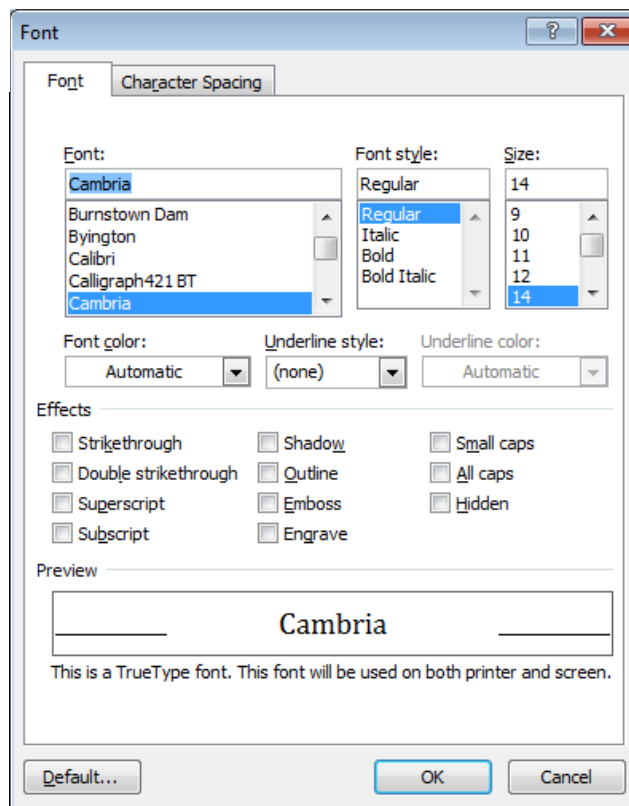 Font
Font Character Spacing
Font: Font style: Size:
Cambria Regular 14
Burnstown Dam Regular 9
Byington Italic 10
Calibri Bold 11
Calligraph421 BT Bold Italic 12
Cambria 14
Font color: Underline style: Underline color:
Automatic (none) Automatic
Effects
Strikethrough Shadow Small caps
Double strikethrough Outline All caps
Superscript Emboss Hidden
Subscript Engrave
Preview
Cambria
This is a TrueType font. This font will be used on both printer and screen.
Default... OK Cancel